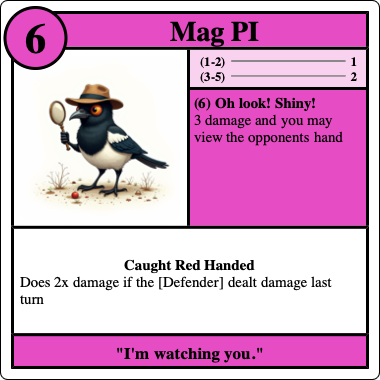 6
Mag PI
(1-2) 1
(3-5) 2
(6) Oh look! Shiny!
3 damage and you may
view the opponents hand
Caught Red Handed
Does 2x damage if the [Defender] dealt damage last
turn
"I'm watching you."